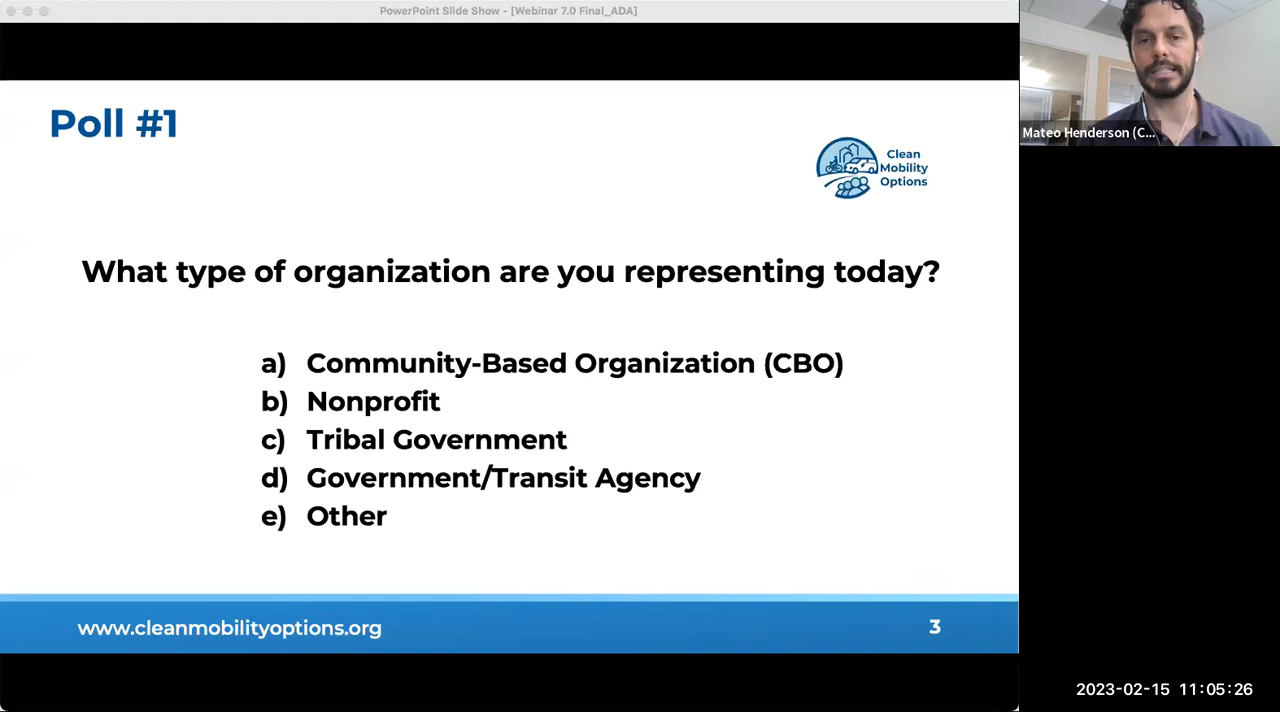 PowerPoint Slide Show - [Webinar 7.0 Final_ADA]
Poll #1
Clean
Mobility
Options
What type of organization are you representing today?
a) Community-Based Organization (CBO)
b) Nonprofit
c) Tribal Government
d) Government/Transit Agency
e) Other
www.cleanmobilityoptions.org
3
Mateo Henderson (C...
2023-02-15 11:05:26